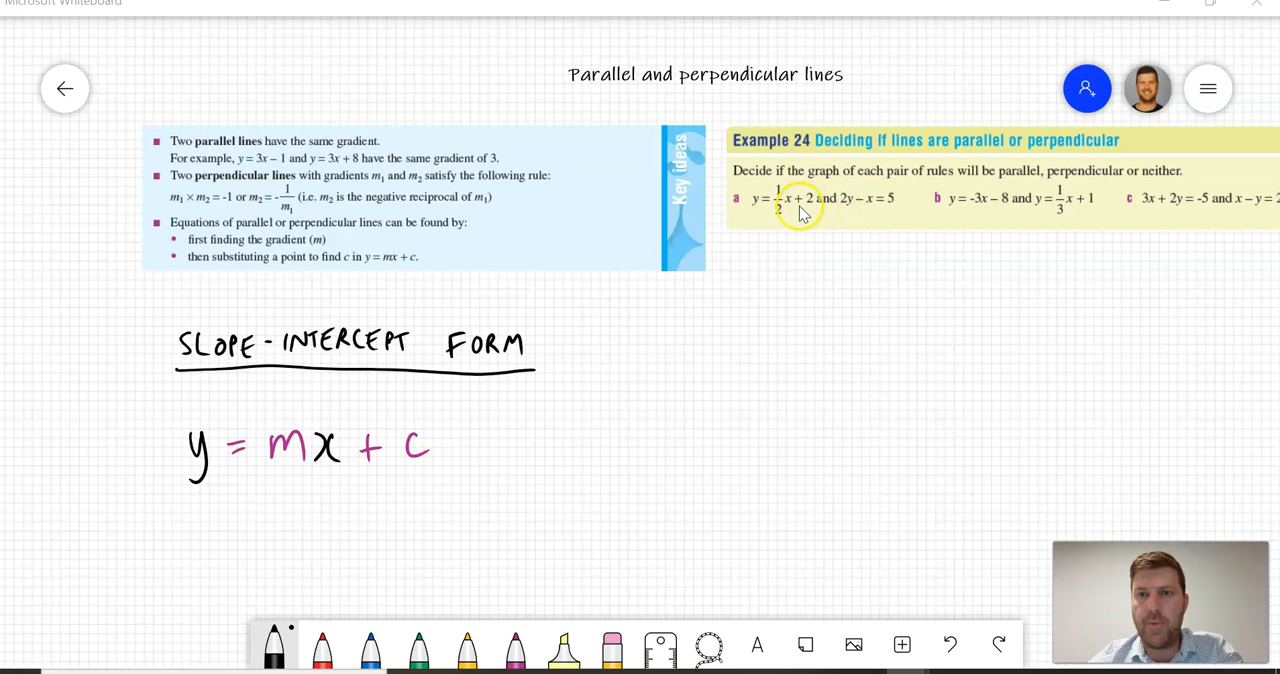 Microsoft Whiteboard
Parallel and perpendicular lines
■ Two parallel lines have the same gradient.
For example, y = 3x – 1 and y = 3x + 8 have the same gradient of 3.
■ Two perpendicular lines with gradients m₁ and m₂ satisfy the following rule:
m₁ × m₂ = -1 or m₂ = -1/m₁ (i.e. m₂ is the negative reciprocal of m₁)
■ Equations of parallel or perpendicular lines can be found by:
• first finding the gradient (m)
• then substituting a point to find c in y = mx + c.
Key ideas
Example 24 Deciding if lines are parallel or perpendicular
Decide if the graph of each pair of rules will be parallel, perpendicular or neither.
a y = 1/2x + 2 and 2y – x = 5 b y = -3x – 8 and y = 1/3x + 1 c 3x + 2y = -5 and x – y = 2
SLOPE-INTERCEPT FORM
y = mx + c
A